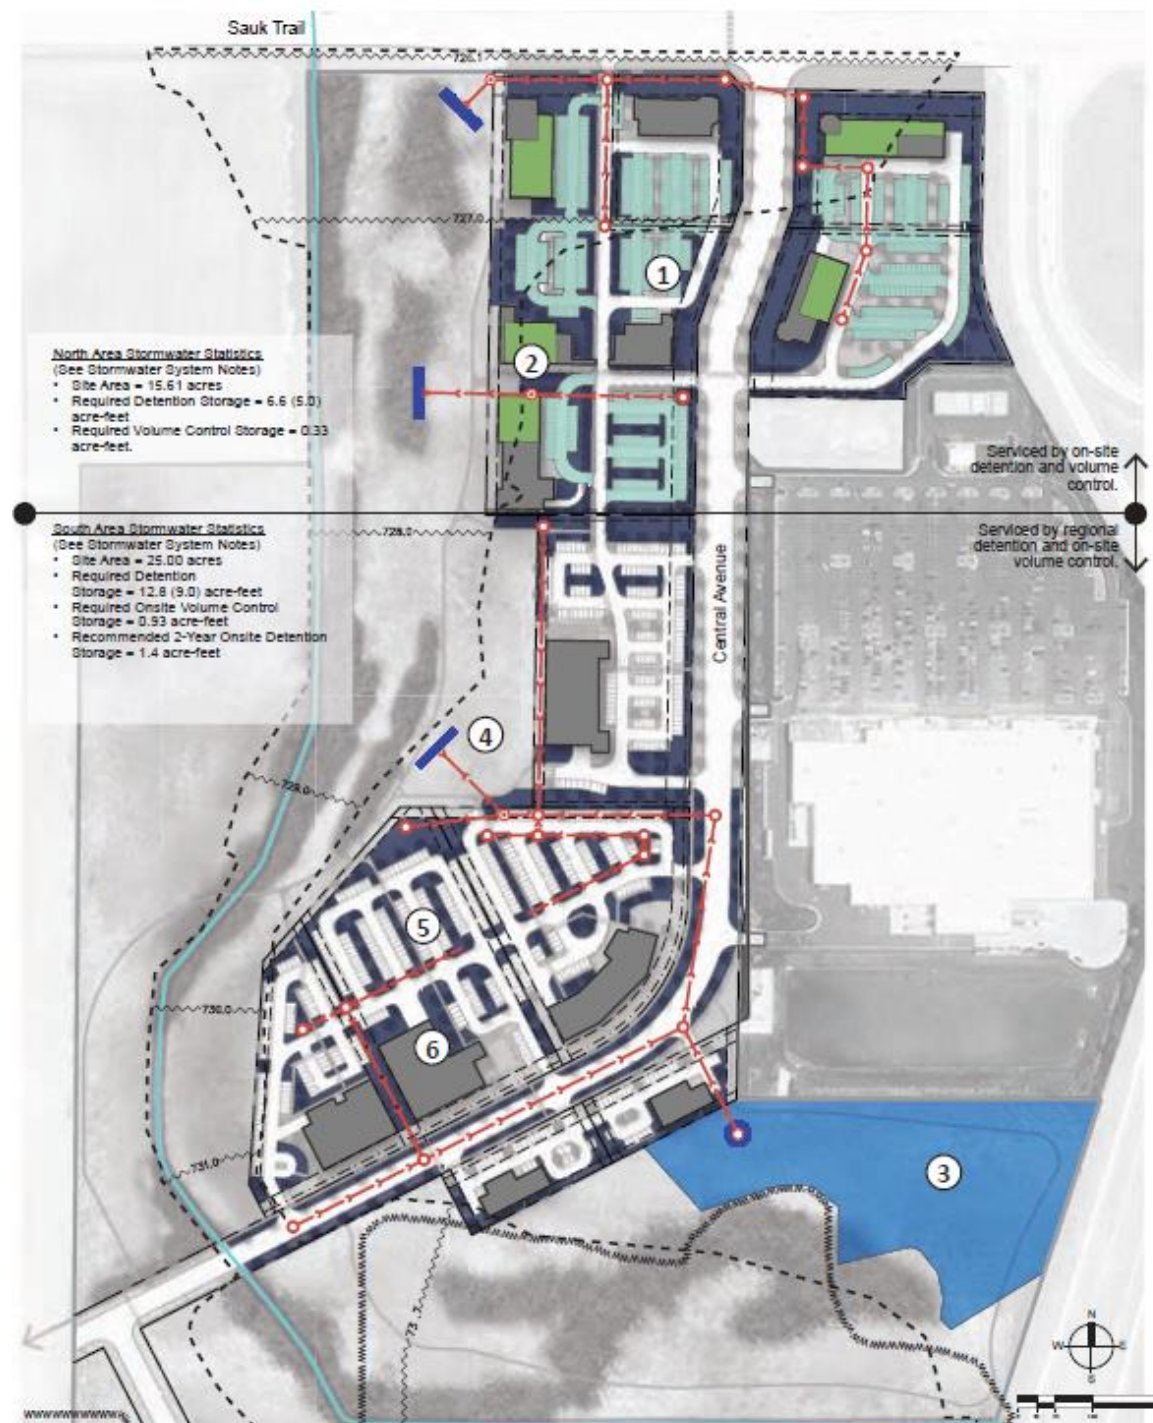 Sauk Trail
726.1
727.0
1
North Area Stormwater Statistics
(See Stormwater System Notes)
• Site Area = 15.61 acres
• Required Detention Storage = 6.6 (5.0)
acre-feet
• Required Volume Control Storage = 0.33
acre-feet.
2
Serviced by on-site
detention and volume
control.
South Area Stormwater Statistics
(See Stormwater System Notes)
• Site Area = 25.00 acres
• Required Detention
Storage = 12.8 (9.0) acre-feet
• Required Onsite Volume Control
Storage = 0.93 acre-feet
• Recommended 2-Year Onsite Detention
Storage = 1.4 acre-feet
728.0
Serviced by regional
detention and on-site
volume control.
Central Avenue
4
729.0
5
730.0
6
731.0
3
N
W E
S